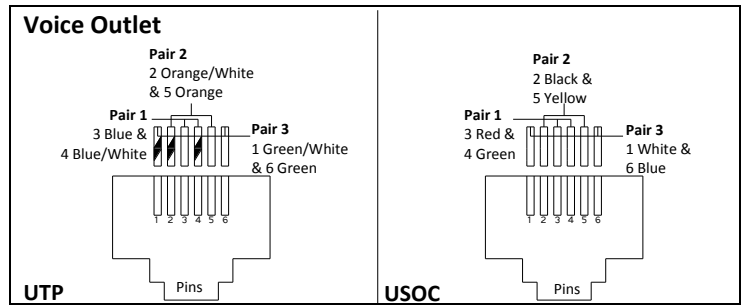 Voice Outlet
Pair 2
2 Orange/White
& 5 Orange
Pair 1
3 Blue &
4 Blue/White
Pair 3
1 Green/White
& 6 Green
1 2 3 4 5 6
Pins
UTP
Pair 2
2 Black &
5 Yellow
Pair 1
3 Red &
4 Green
Pair 3
1 White &
6 Blue
1 2 3 4 5 6
Pins
USOC